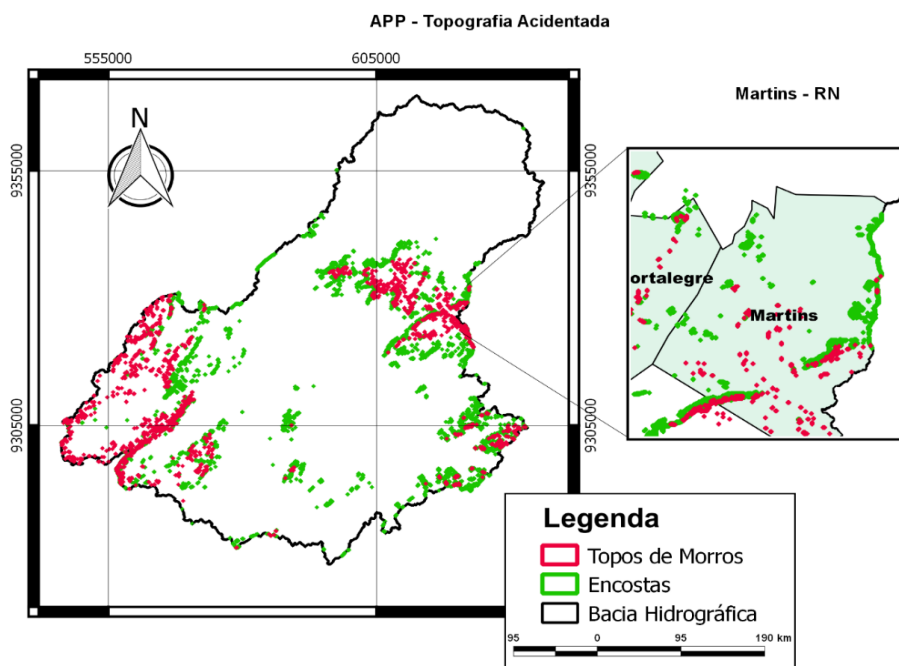 APP - Topografia Acidentada
555000
605000
Martins - RN
N
9355000
9355000
ortalegre
Martins
9305000
9305000
Legenda
Topos de Morros
Encostas
Bacia Hidrográfica
95 0 95 190 km